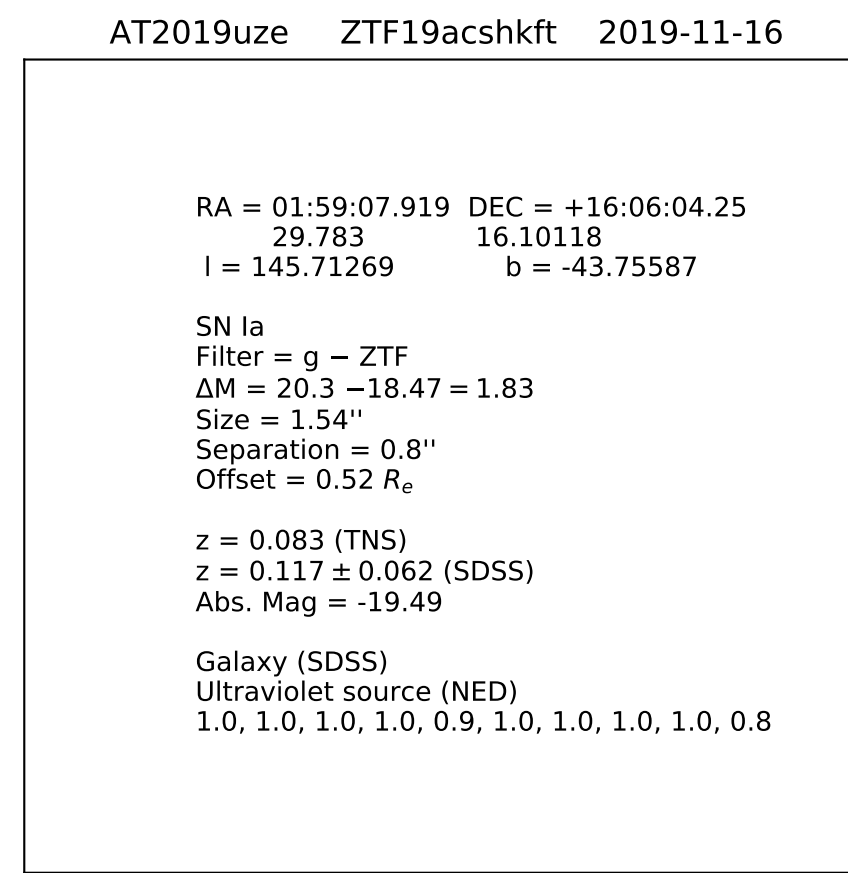 AT2019uze ZTF19acshkft 2019-11-16
RA = 01:59:07.919 DEC = +16:06:04.25
29.783 16.10118
l = 145.71269 b = -43.75587
SN Ia
Filter = g − ZTF
ΔM = 20.3 −18.47 = 1.83
Size = 1.54''
Separation = 0.8''
Offset = 0.52 Rₑ
z = 0.083 (TNS)
z = 0.117 ± 0.062 (SDSS)
Abs. Mag = -19.49
Galaxy (SDSS)
Ultraviolet source (NED)
1.0, 1.0, 1.0, 1.0, 0.9, 1.0, 1.0, 1.0, 1.0, 0.8